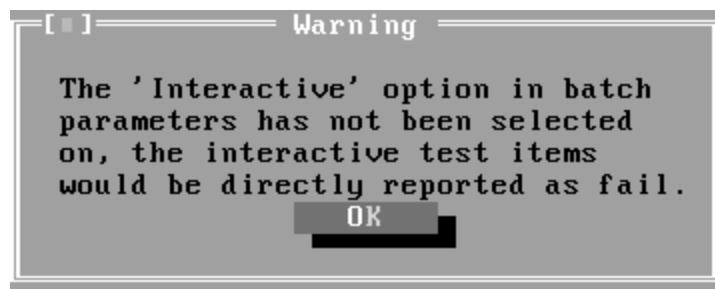 [■] Warning
The 'Interactive' option in batch
parameters has not been selected
on, the interactive test items
would be directly reported as fail.
OK